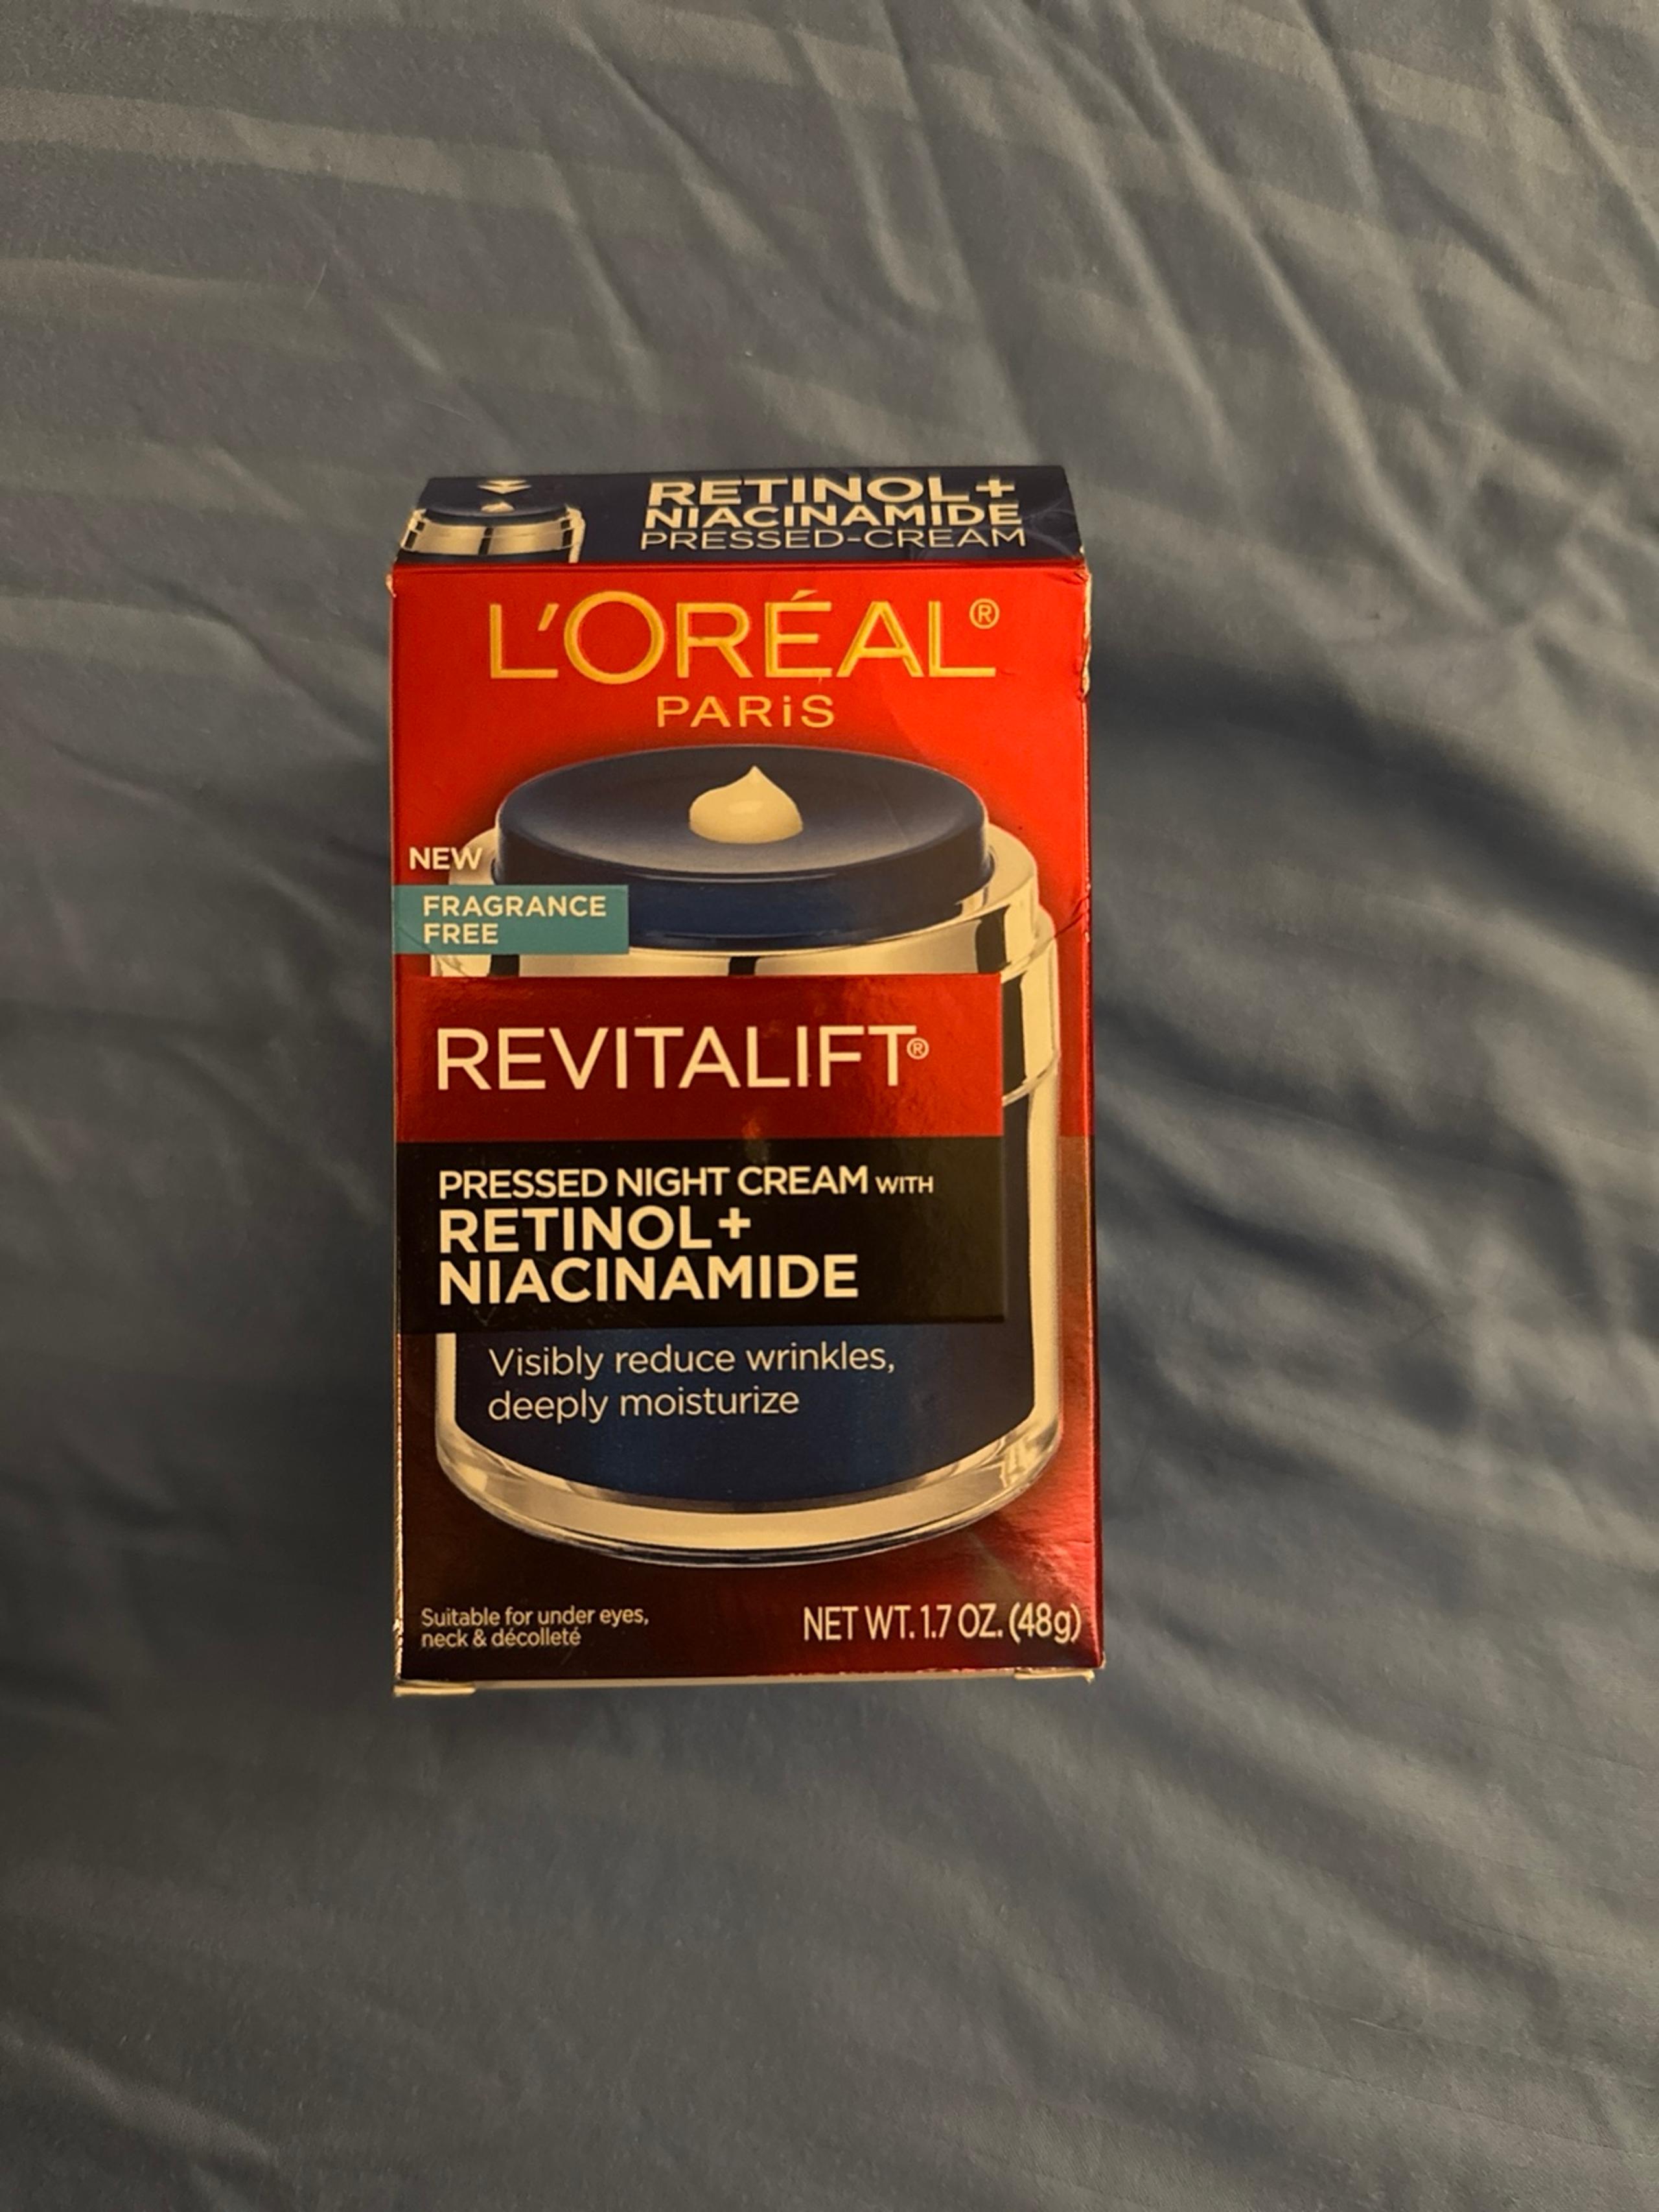 RETINOL+
NIACINAMIDE
PRESSED-CREAM
L'ORÉAL®
PARiS
NEW
FRAGRANCE
FREE
REVITALIFT®
PRESSED NIGHT CREAM WITH
RETINOL+
NIACINAMIDE
Visibly reduce wrinkles,
deeply moisturize
Suitable for under eyes,
neck & décolleté
NET WT. 1.7 OZ. (48g)